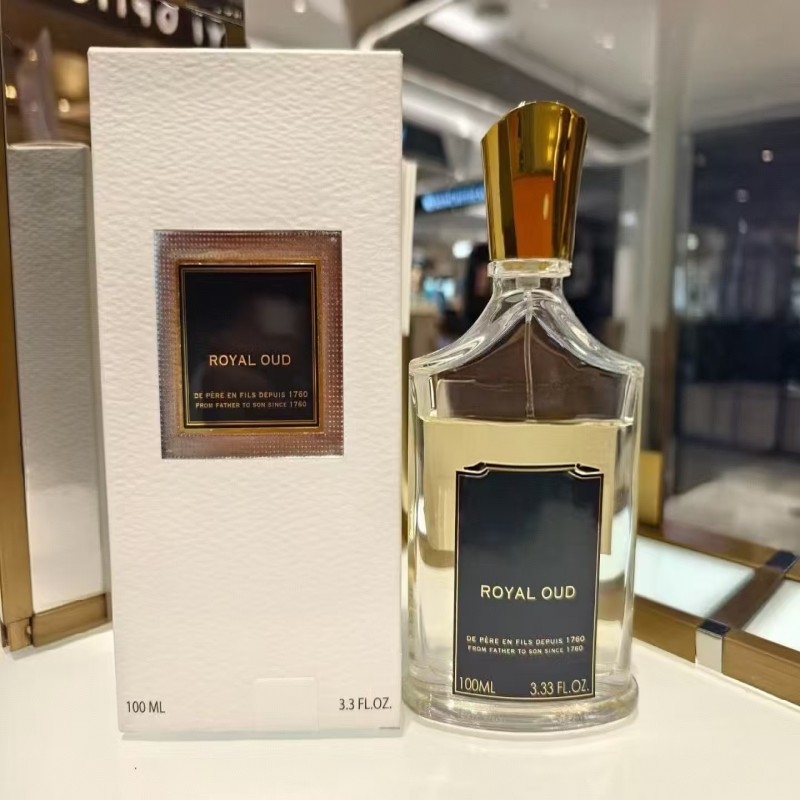 ROYAL OUD
DE PÈRE EN FILS DEPUIS 1760
FROM FATHER TO SON SINCE 1760
100 ML
3.3 FL.OZ.
ROYAL OUD
DE PÈRE EN FILS DEPUIS 1760
FROM FATHER TO SON SINCE 1760
100ML 3.33 FL.OZ.